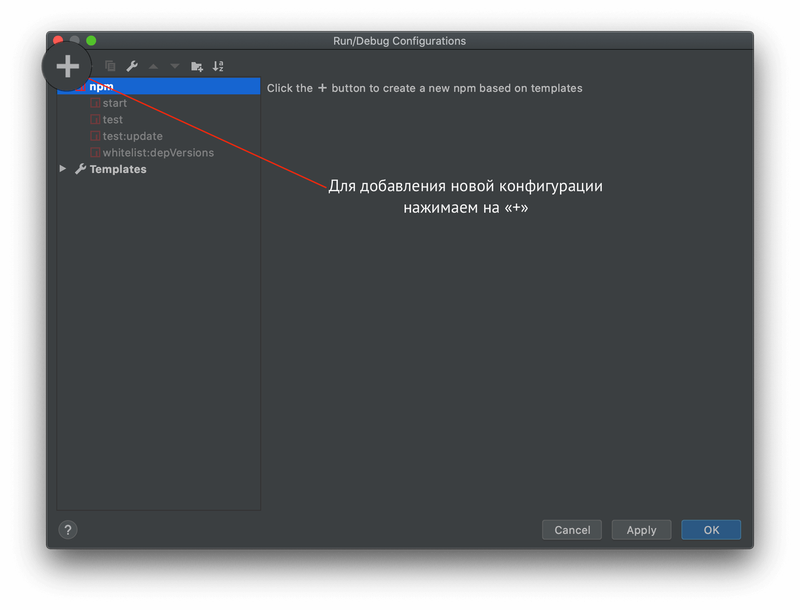 Run/Debug Configurations
npm
Click the + button to create a new npm based on templates
start
test
test:update
whitelist:depVersions
Templates
Для добавления новой конфигурации
нажимаем на «+»
?
Cancel
Apply
OK